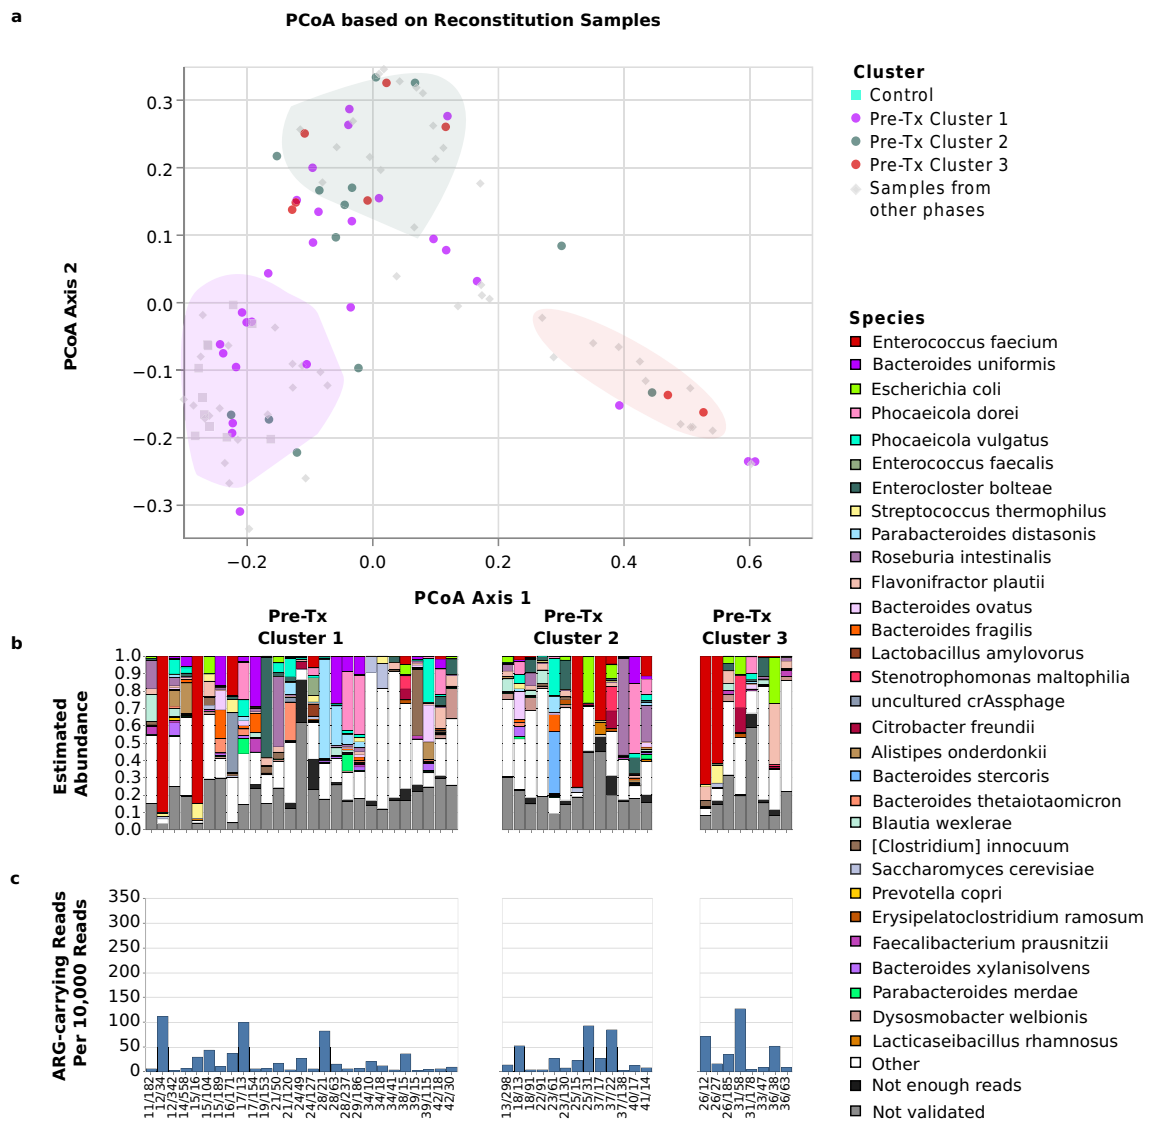 a
PCoA based on Reconstitution Samples
0.3
0.2
0.1
0.0
−0.1
−0.2
−0.3
PCoA Axis 2
−0.2
0.0
0.2
0.4
0.6
PCoA Axis 1
Cluster
Control
Pre-Tx Cluster 1
Pre-Tx Cluster 2
Pre-Tx Cluster 3
Samples from
other phases
Species
Enterococcus faecium
Bacteroides uniformis
Escherichia coli
Phocaeicola dorei
Phocaeicola vulgatus
Enterococcus faecalis
Enterocloster bolteae
Streptococcus thermophilus
Parabacteroides distasonis
Roseburia intestinalis
Flavonifractor plautii
Bacteroides ovatus
Bacteroides fragilis
Lactobacillus amylovorus
Stenotrophomonas maltophilia
uncultured crAssphage
Citrobacter freundii
Alistipes onderdonkii
Bacteroides stercoris
Bacteroides thetaiotaomicron
Blautia wexlerae
[Clostridium] innocuum
Saccharomyces cerevisiae
Prevotella copri
Erysipelatoclostridium ramosum
Faecalibacterium prausnitzii
Bacteroides xylanisolvens
Parabacteroides merdae
Dysosmobacter welbionis
Lacticaseibacillus rhamnosus
Other
Not enough reads
Not validated
b
Pre-Tx
Cluster 1
Pre-Tx
Cluster 2
Pre-Tx
Cluster 3
Estimated
Abundance
1.0
0.9
0.8
0.7
0.6
0.5
0.4
0.3
0.2
0.1
0.0
c
ARG-carrying Reads
Per 10,000 Reads
350
300
250
200
150
100
50
0
11/182
12/34
12/342
14/558
15/16
15/104
15/189
16/171
17/13
17/154
19/153
21/50
21/120
24/49
24/127
28/21
28/63
28/237
29/186
34/10
34/18
34/41
38/15
39/15
39/115
42/18
42/30
13/298
18/13
18/91
22/91
23/61
23/130
25/15
25/31
37/17
37/22
37/138
40/17
41/14
26/12
26/27
26/185
31/58
31/178
33/47
36/38
36/63